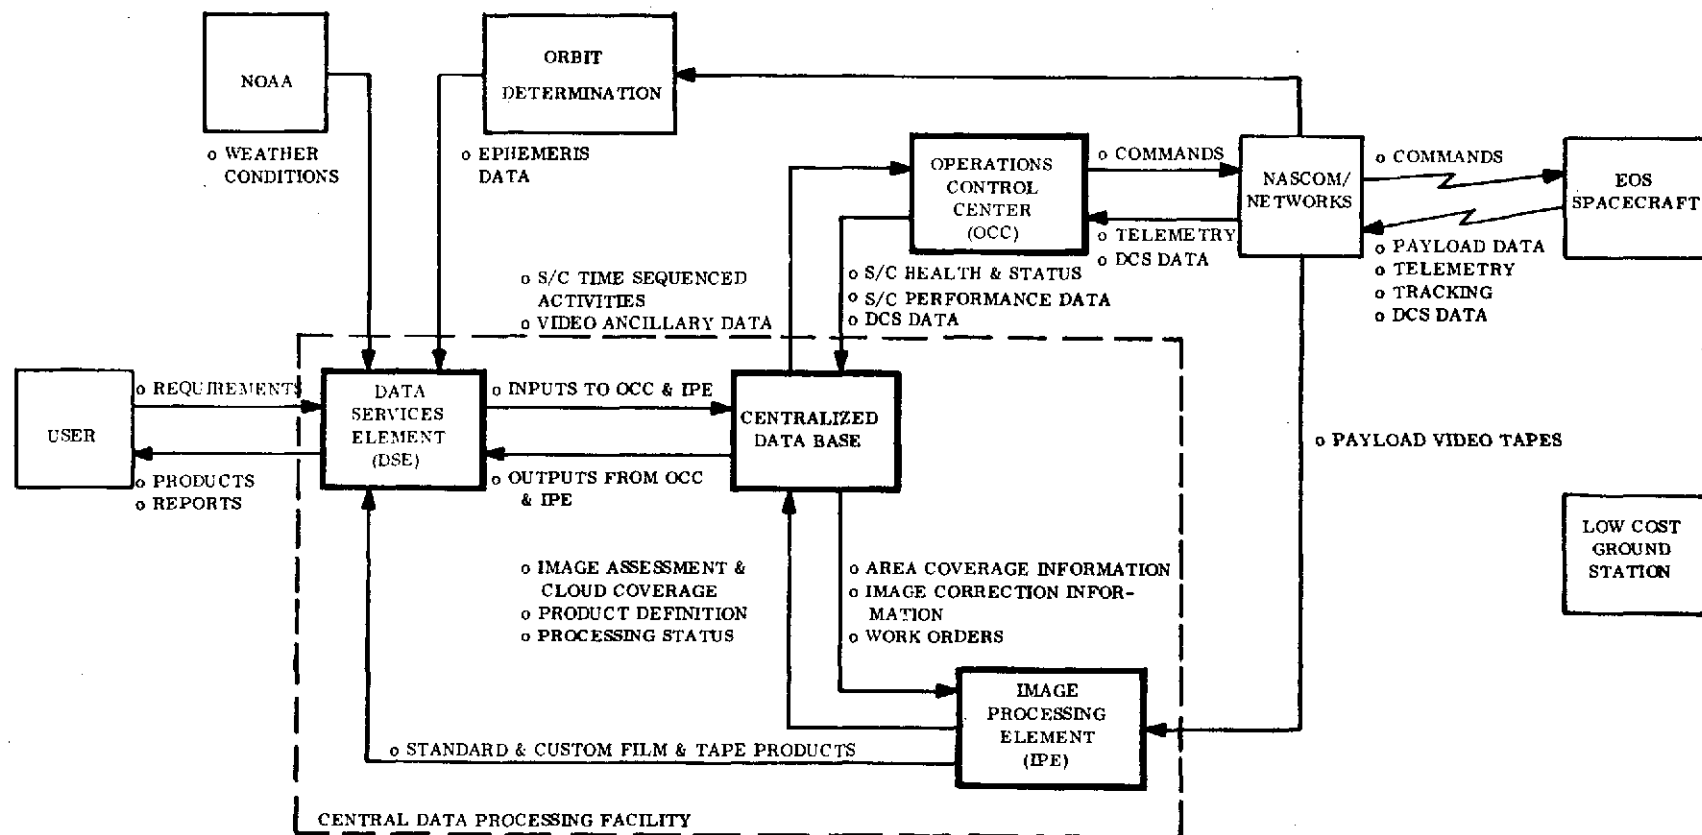 NOAA
ORBIT
DETERMINATION
o WEATHER
CONDITIONS
o EPHEMERIS
DATA
OPERATIONS
CONTROL
CENTER
(OCC)
o COMMANDS
NASCOM/
NETWORKS
o COMMANDS
EOS
SPACECRAFT
o TELEMETRY
o DCS DATA
o PAYLOAD DATA
o TELEMETRY
o TRACKING
o DCS DATA
o S/C TIME SEQUENCED
ACTIVITIES
o VIDEO ANCILLARY DATA
o S/C HEALTH & STATUS
o S/C PERFORMANCE DATA
o DCS DATA
USER
o REQUIREMENTS
o PRODUCTS
o REPORTS
DATA
SERVICES
ELEMENT
(DSE)
o INPUTS TO OCC & IPE
o OUTPUTS FROM OCC
& IPE
CENTRALIZED
DATA BASE
o PAYLOAD VIDEO TAPES
LOW COST
GROUND
STATION
o IMAGE ASSESSMENT &
CLOUD COVERAGE
o PRODUCT DEFINITION
o PROCESSING STATUS
o AREA COVERAGE INFORMATION
o IMAGE CORRECTION INFOR-
MATION
o WORK ORDERS
IMAGE
PROCESSING
ELEMENT
(IPE)
o STANDARD & CUSTOM FILM & TAPE PRODUCTS
CENTRAL DATA PROCESSING FACILITY